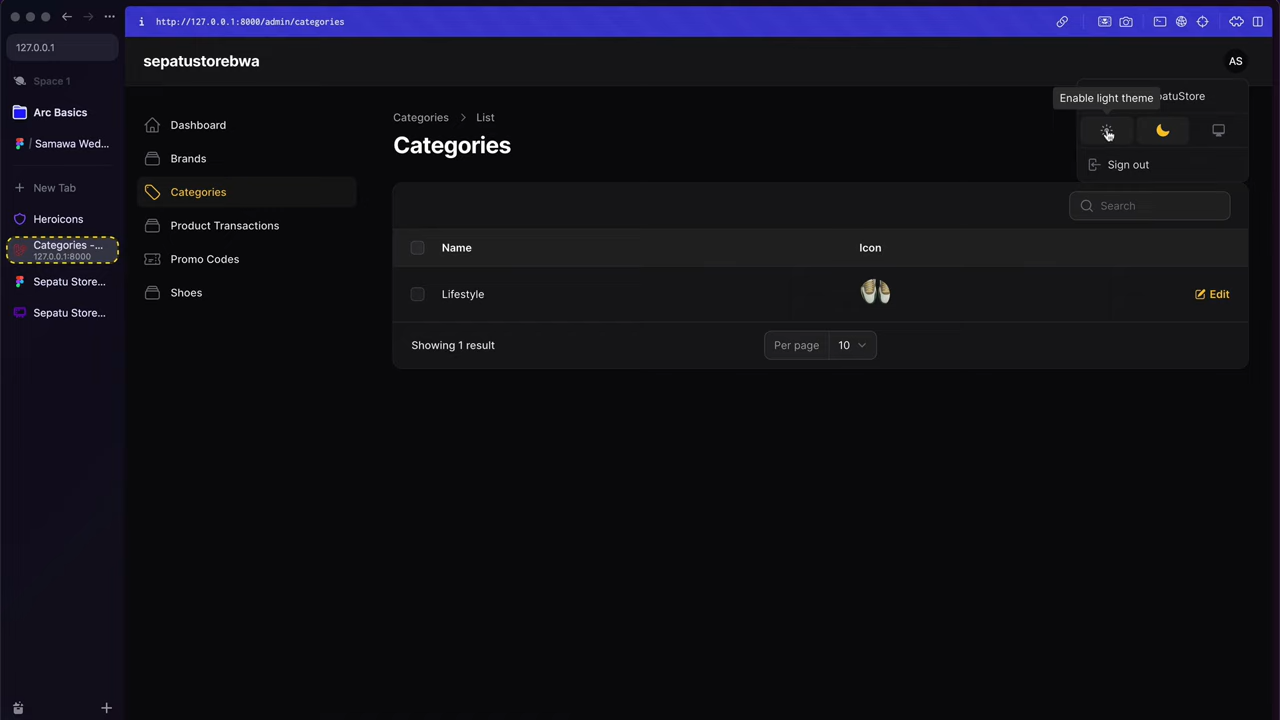 http://127.0.0.1:8000/admin/categories
127.0.0.1
Space 1
Arc Basics
/ Samawa Wed...
New Tab
Heroicons
Categories -...
127.0.0.1:8000
Sepatu Store...
Sepatu Store...
sepatustorebwa
AS
Enable light theme
patuStore
Sign out
Dashboard
Brands
Categories
Product Transactions
Promo Codes
Shoes
Categories > List
Categories
Search
Name
Icon
Lifestyle
Edit
Showing 1 result
Per page
10